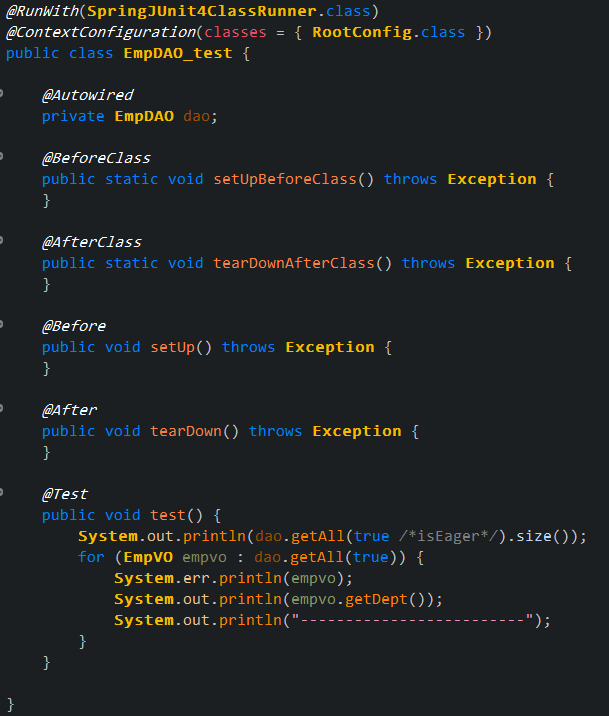 @RunWith(SpringJUnit4ClassRunner.class)
@ContextConfiguration(classes = { RootConfig.class })
public class EmpDAO_test {
@Autowired
private EmpDAO dao;
@BeforeClass
public static void setUpBeforeClass() throws Exception {
}
@AfterClass
public static void tearDownAfterClass() throws Exception {
}
@Before
public void setUp() throws Exception {
}
@After
public void tearDown() throws Exception {
}
@Test
public void test() {
System.out.println(dao.getAll(true /*isEager*/).size());
for (EmpVO empvo : dao.getAll(true)) {
System.err.println(empvo);
System.out.println(empvo.getDept());
System.out.println("-------------------------");
}
}
}